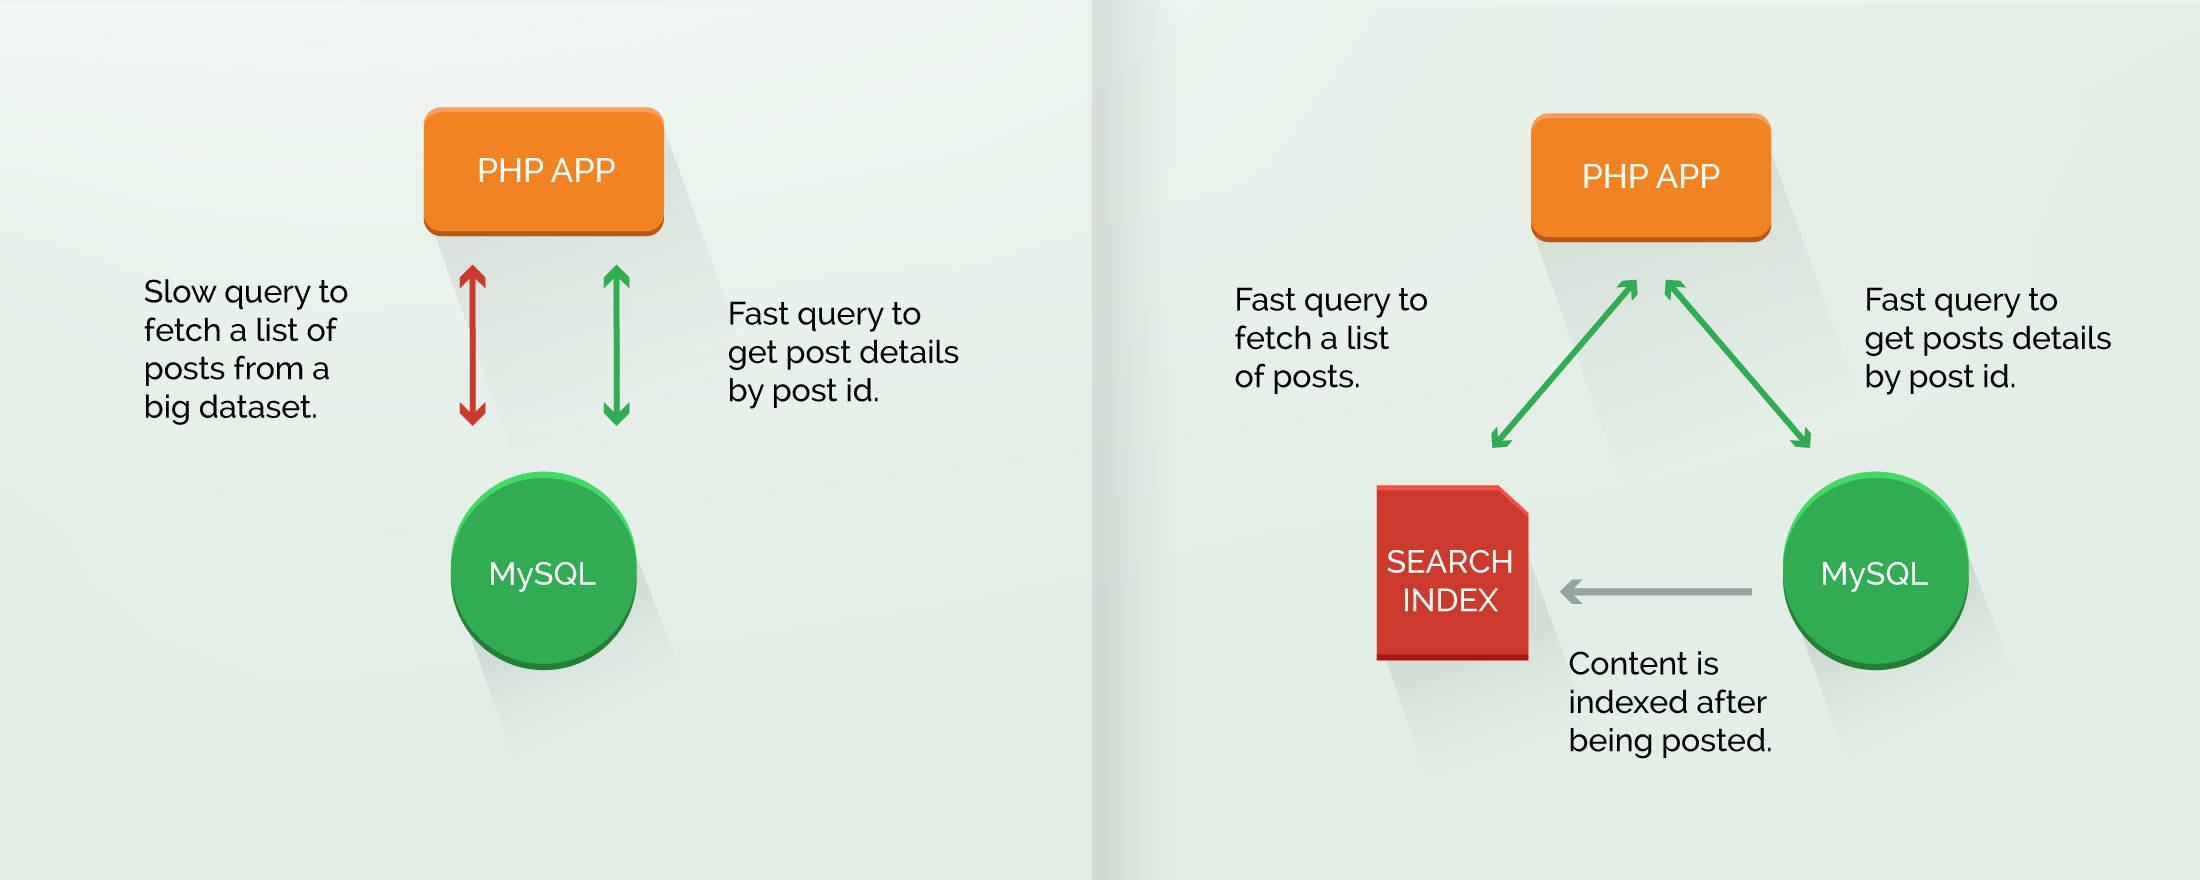 PHP APP
Slow query to
fetch a list of
posts from a
big dataset.
Fast query to
get post details
by post id.
MySQL
PHP APP
Fast query to
fetch a list
of posts.
Fast query to
get posts details
by post id.
SEARCH
INDEX
MySQL
Content is
indexed after
being posted.